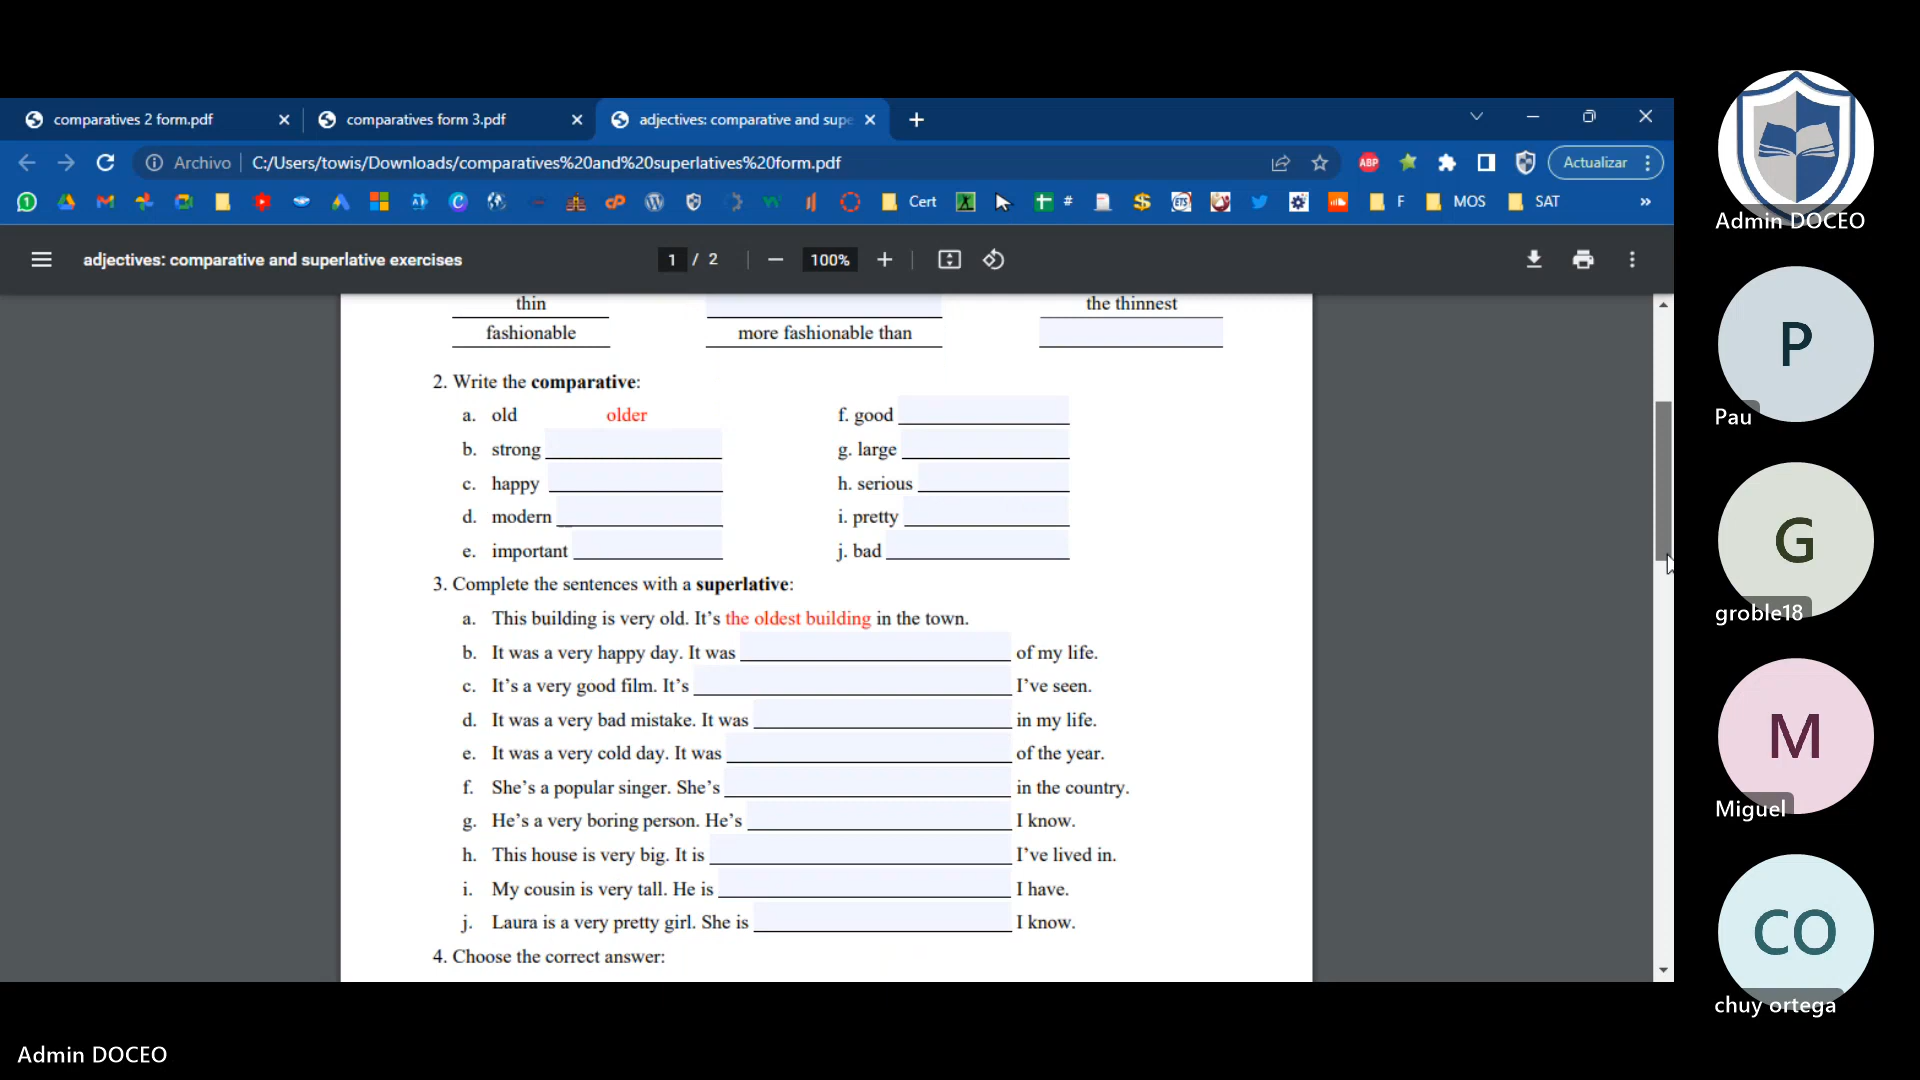 comparatives 2 form.pdf
comparatives form 3.pdf
adjectives: comparative and supe
Archivo
C:/Users/towis/Downloads/comparatives%20and%20superlatives%20form.pdf
ABP
Actualizar
Cert
#
ETS
F
MOS
SAT
»
adjectives: comparative and superlative exercises
1 / 2
100%
thin the thinnest
fashionable more fashionable than
2. Write the comparative:
a. old older f. good
b. strong g. large
c. happy h. serious
d. modern i. pretty
e. important j. bad
3. Complete the sentences with a superlative:
a. This building is very old. It's the oldest building in the town.
b. It was a very happy day. It was of my life.
c. It's a very good film. It's I've seen.
d. It was a very bad mistake. It was in my life.
e. It was a very cold day. It was of the year.
f. She's a popular singer. She's in the country.
g. He's a very boring person. He's I know.
h. This house is very big. It is I've lived in.
i. My cousin is very tall. He is I have.
j. Laura is a very pretty girl. She is I know.
4. Choose the correct answer:
Admin DOCEO
P
Pau
G
groble18
M
Miguel
CO
chuy ortega
Admin DOCEO